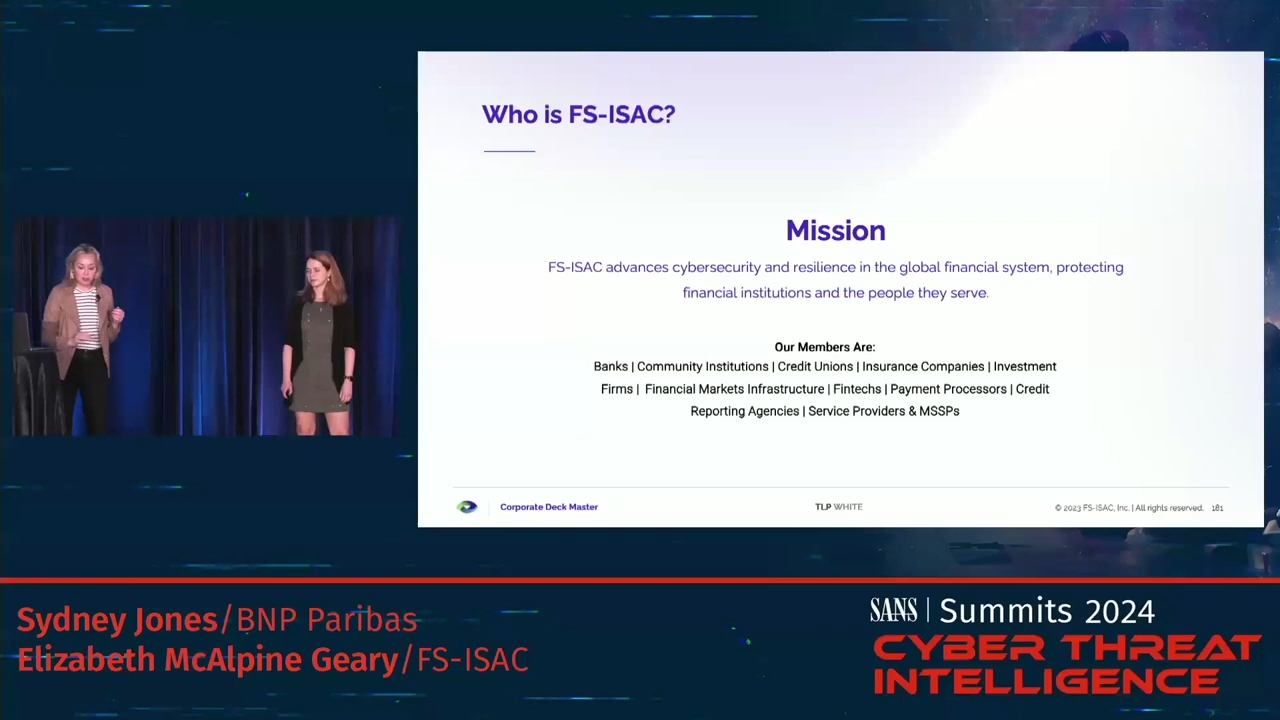 Who is FS-ISAC?
Mission
FS-ISAC advances cybersecurity and resilience in the global financial system, protecting
financial institutions and the people they serve.
Our Members Are:
Banks | Community Institutions | Credit Unions | Insurance Companies | Investment
Firms | Financial Markets Infrastructure | Fintechs | Payment Processors | Credit
Reporting Agencies | Service Providers & MSSPs
Corporate Deck Master
TLP WHITE
© 2023 FS-ISAC, Inc. | All rights reserved. 181
Sydney Jones/BNP Paribas
Elizabeth McAlpine Geary/FS-ISAC
SANS | Summits 2024
CYBER THREAT
INTELLIGENCE